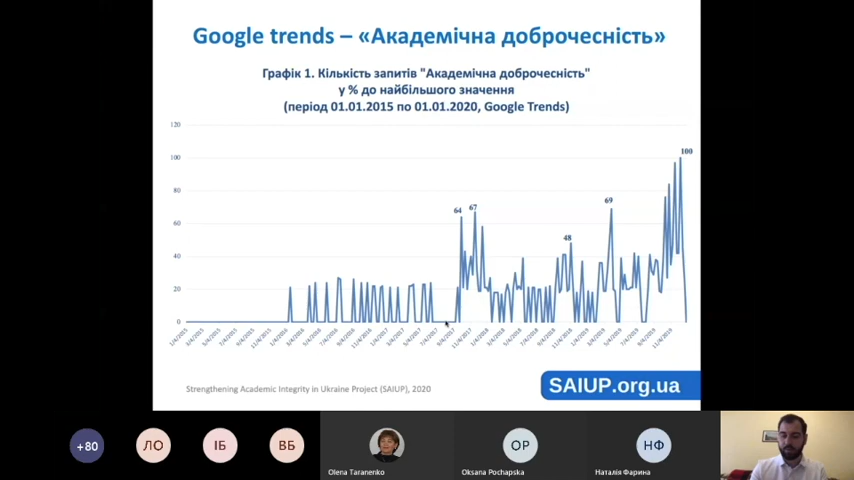 Google trends – «Академічна доброчесність»
Графік 1. Кількість запитів "Академічна доброчесність"
у % до найбільшого значення
(період 01.01.2015 по 01.01.2020, Google Trends)
120
100
80
60
40
20
0
64
67
48
69
100
Strengthening Academic Integrity in Ukraine Project (SAIUP), 2020
SAIUP.org.ua
+80
ЛО
ІБ
ВБ
ОР
НФ
Olena Taranenko
Oksana Pochapska
Наталія Фарина